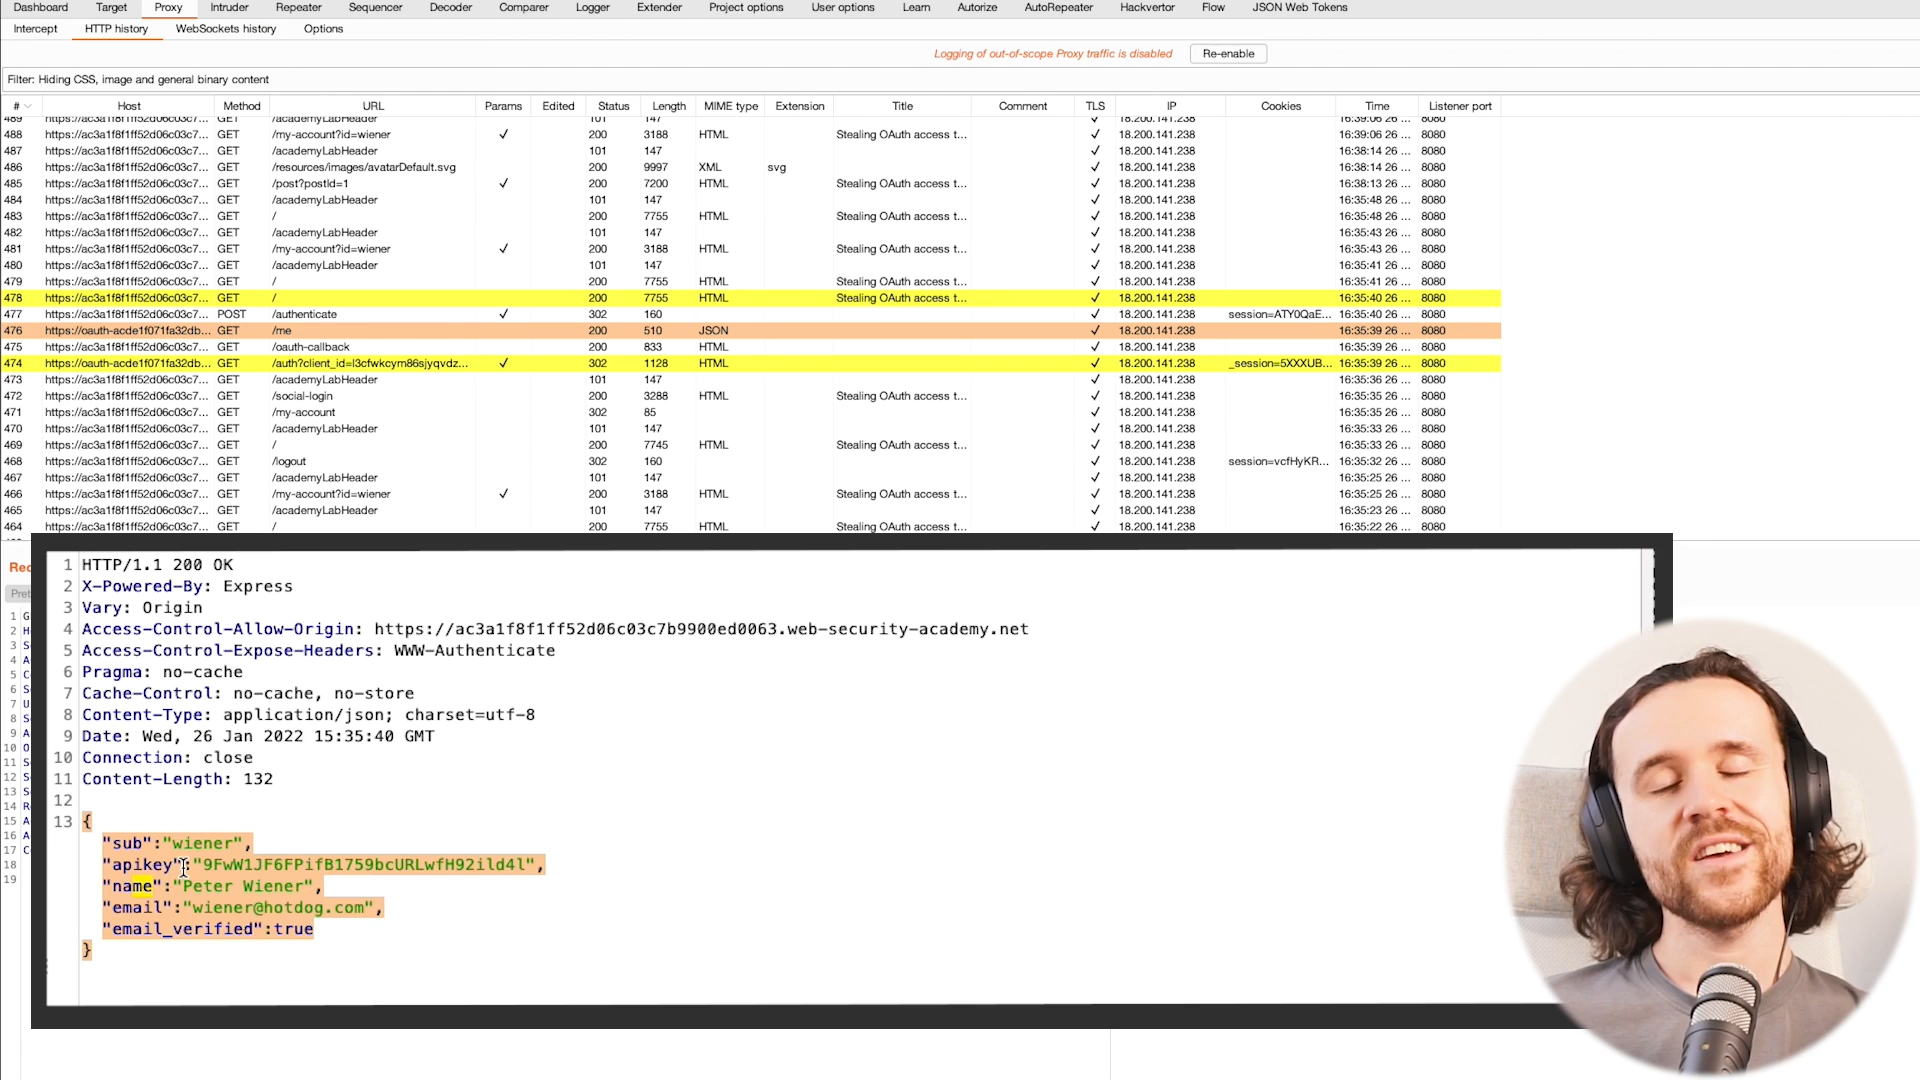 Dashboard Target Proxy Intruder Repeater Sequencer Decoder Comparer Logger Extender Project options User options Learn Autorize AutoRepeater Hackvertor Flow JSON Web Tokens
Intercept HTTP history WebSockets history Options
Logging of out-of-scope Proxy traffic is disabled Re-enable
Filter: Hiding CSS, image and general binary content
# Host Method URL Params Edited Status Length MIME type Extension Title Comment TLS IP Cookies Time Listener port
489 https://ac3a1f8f1ff52d06c03c7... GET /academyLabHeader 101 147 ✓ 18.200.141.238 16:39:06 26 ... 8080
488 https://ac3a1f8f1ff52d06c03c7... GET /my-account?id=wiener ✓ 200 3188 HTML Stealing OAuth access t... ✓ 18.200.141.238 16:39:06 26 ... 8080
487 https://ac3a1f8f1ff52d06c03c7... GET /academyLabHeader 101 147 ✓ 18.200.141.238 16:38:14 26 ... 8080
486 https://ac3a1f8f1ff52d06c03c7... GET /resources/images/avatarDefault.svg 200 9997 XML svg ✓ 18.200.141.238 16:38:14 26 ... 8080
485 https://ac3a1f8f1ff52d06c03c7... GET /post?postId=1 ✓ 200 7200 HTML Stealing OAuth access t... ✓ 18.200.141.238 16:38:13 26 ... 8080
484 https://ac3a1f8f1ff52d06c03c7... GET /academyLabHeader 101 147 ✓ 18.200.141.238 16:35:48 26 ... 8080
483 https://ac3a1f8f1ff52d06c03c7... GET / 200 7755 HTML Stealing OAuth access t... ✓ 18.200.141.238 16:35:48 26 ... 8080
482 https://ac3a1f8f1ff52d06c03c7... GET /academyLabHeader 101 147 ✓ 18.200.141.238 16:35:43 26 ... 8080
481 https://ac3a1f8f1ff52d06c03c7... GET /my-account?id=wiener ✓ 200 3188 HTML Stealing OAuth access t... ✓ 18.200.141.238 16:35:43 26 ... 8080
480 https://ac3a1f8f1ff52d06c03c7... GET /academyLabHeader 101 147 ✓ 18.200.141.238 16:35:41 26 ... 8080
479 https://ac3a1f8f1ff52d06c03c7... GET / 200 7755 HTML Stealing OAuth access t... ✓ 18.200.141.238 16:35:41 26 ... 8080
478 https://ac3a1f8f1ff52d06c03c7... GET / 200 7755 HTML Stealing OAuth access t... ✓ 18.200.141.238 16:35:40 26 ... 8080
477 https://ac3a1f8f1ff52d06c03c7... POST /authenticate ✓ 302 160 ✓ 18.200.141.238 session=ATY0QaE... 16:35:40 26 ... 8080
476 https://oauth-acde1f071fa32db... GET /me 200 510 JSON ✓ 18.200.141.238 16:35:39 26 ... 8080
475 https://ac3a1f8f1ff52d06c03c7... GET /oauth-callback 200 833 HTML ✓ 18.200.141.238 16:35:39 26 ... 8080
474 https://oauth-acde1f071fa32db... GET /auth?client_id=l3cfwkcym86sjyqvdz... ✓ 302 1128 HTML ✓ 18.200.141.238 _session=5XXXUB... 16:35:39 26 ... 8080
473 https://ac3a1f8f1ff52d06c03c7... GET /academyLabHeader 101 147 ✓ 18.200.141.238 16:35:36 26 ... 8080
472 https://ac3a1f8f1ff52d06c03c7... GET /social-login 200 3288 HTML Stealing OAuth access t... ✓ 18.200.141.238 16:35:35 26 ... 8080
471 https://ac3a1f8f1ff52d06c03c7... GET /my-account 302 85 ✓ 18.200.141.238 16:35:35 26 ... 8080
470 https://ac3a1f8f1ff52d06c03c7... GET /academyLabHeader 101 147 ✓ 18.200.141.238 16:35:33 26 ... 8080
469 https://ac3a1f8f1ff52d06c03c7... GET / 200 7745 HTML Stealing OAuth access t... ✓ 18.200.141.238 16:35:33 26 ... 8080
468 https://ac3a1f8f1ff52d06c03c7... GET /logout 302 160 ✓ 18.200.141.238 session=vcfHyKR... 16:35:32 26 ... 8080
467 https://ac3a1f8f1ff52d06c03c7... GET /academyLabHeader 101 147 ✓ 18.200.141.238 16:35:25 26 ... 8080
466 https://ac3a1f8f1ff52d06c03c7... GET /my-account?id=wiener ✓ 200 3188 HTML Stealing OAuth access t... ✓ 18.200.141.238 16:35:25 26 ... 8080
465 https://ac3a1f8f1ff52d06c03c7... GET /academyLabHeader 101 147 ✓ 18.200.141.238 16:35:23 26 ... 8080
464 https://ac3a1f8f1ff52d06c03c7... GET / 200 7755 HTML Stealing OAuth access t... ✓ 18.200.141.238 16:35:22 26 ... 8080
1 HTTP/1.1 200 OK
2 X-Powered-By: Express
3 Vary: Origin
4 Access-Control-Allow-Origin: https://ac3a1f8f1ff52d06c03c7b9900ed0063.web-security-academy.net
5 Access-Control-Expose-Headers: WWW-Authenticate
6 Pragma: no-cache
7 Cache-Control: no-cache, no-store
8 Content-Type: application/json; charset=utf-8
9 Date: Wed, 26 Jan 2022 15:35:40 GMT
10 Connection: close
11 Content-Length: 132
12
13 {
"sub":"wiener",
"apikey":"9FwW1JF6FPifB1759bcURLwfH92ild4l",
"name":"Peter Wiener",
"email":"wiener@hotdog.com",
"email_verified":true
}